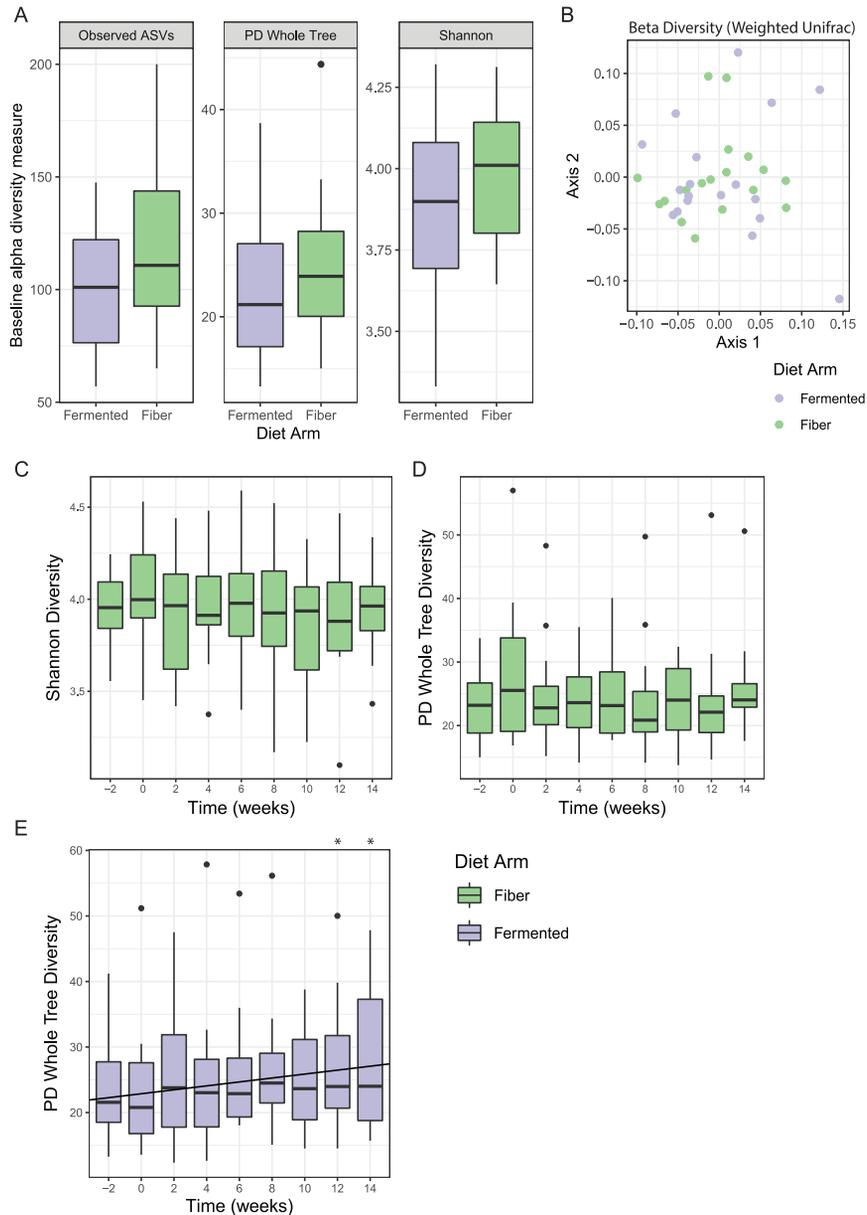 A
Observed ASVs
PD Whole Tree
Shannon
Baseline alpha diversity measure
200
150
100
50
40
30
20
4.25
4.00
3.75
3.50
Fermented Fiber
Fermented Fiber
Fermented Fiber
Diet Arm
B
Beta Diversity (Weighted Unifrac)
Axis 2
0.10
0.05
0.00
−0.05
−0.10
−0.10 −0.05 0.00 0.05 0.10 0.15
Axis 1
Diet Arm
Fermented
Fiber
C
Shannon Diversity
4.5
4.0
3.5
−2 0 2 4 6 8 10 12 14
Time (weeks)
D
PD Whole Tree Diversity
50
40
30
20
−2 0 2 4 6 8 10 12 14
Time (weeks)
E
* *
PD Whole Tree Diversity
60
50
40
30
20
−2 0 2 4 6 8 10 12 14
Time (weeks)
Diet Arm
Fiber
Fermented